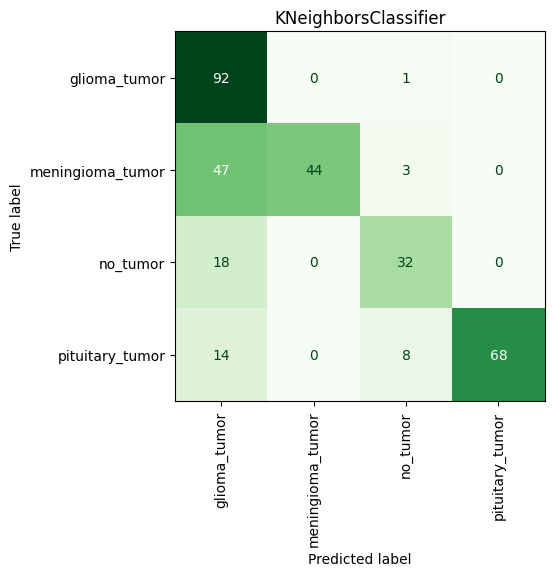 KNeighborsClassifier
True label
glioma_tumor
92 0 1 0
meningioma_tumor
47 44 3 0
no_tumor
18 0 32 0
pituitary_tumor
14 0 8 68
glioma_tumor
meningioma_tumor
no_tumor
pituitary_tumor
Predicted label